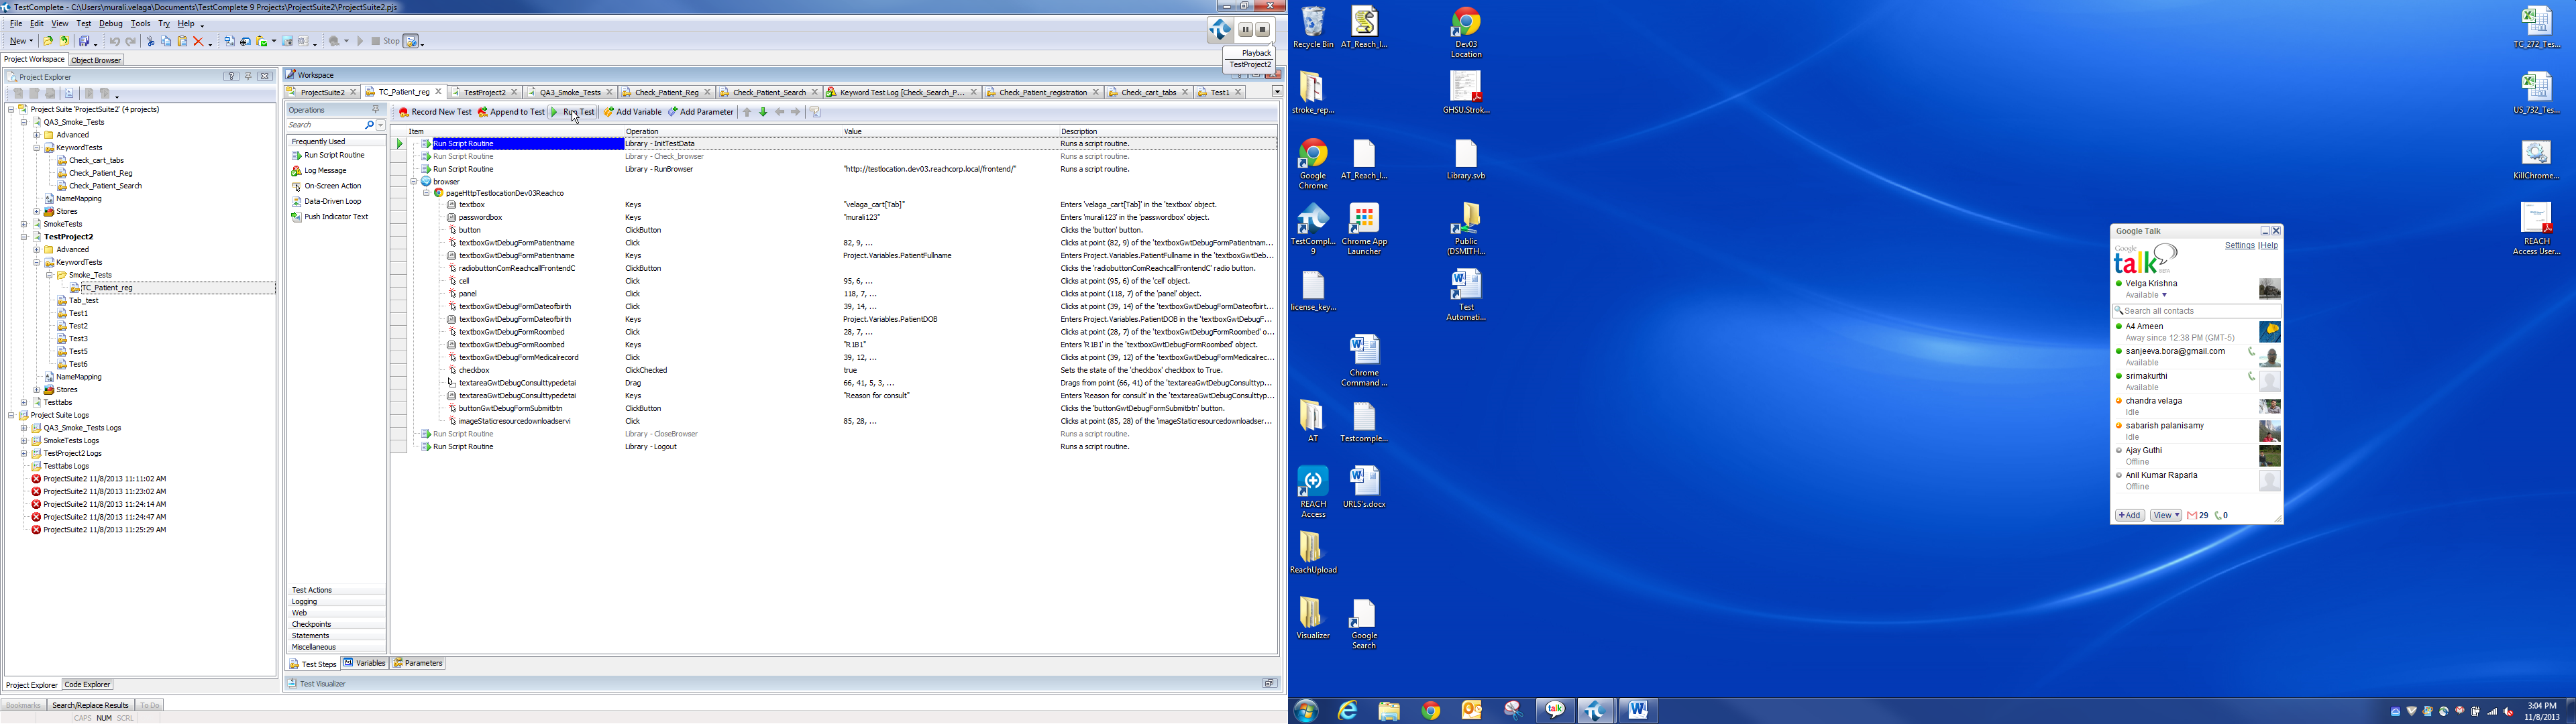 TestComplete - C:\Users\murali.velaga\Documents\TestComplete 9 Projects\ProjectSuite2\ProjectSuite2.pjs
File Edit View Test Debug Tools Try Help
New Stop
Playback
TestProject2
Project Workspace Object Browser
Project Explorer
Project Suite 'ProjectSuite2' (4 projects)
QA3_Smoke_Tests
Advanced
KeywordTests
Check_cart_tabs
Check_Patient_Reg
Check_Patient_Search
NameMapping
Stores
SmokeTests
TestProject2
Advanced
KeywordTests
Smoke_Tests
TC_Patient_reg
Tab_test
Test1
Test2
Test3
Test5
Test6
NameMapping
Stores
Testtabs
Project Suite Logs
QA3_Smoke_Tests Logs
SmokeTests Logs
TestProject2 Logs
Testtabs Logs
ProjectSuite2 11/8/2013 11:11:02 AM
ProjectSuite2 11/8/2013 11:23:02 AM
ProjectSuite2 11/8/2013 11:24:14 AM
ProjectSuite2 11/8/2013 11:24:47 AM
ProjectSuite2 11/8/2013 11:25:29 AM
Project Explorer Code Explorer
Bookmarks Search/Replace Results To Do
CAPS NUM SCRL
Workspace
ProjectSuite2 TC_Patient_reg TestProject2 QA3_Smoke_Tests Check_Patient_Reg Check_Patient_Search Keyword Test Log [Check_Search_P... Check_Patient_registration Check_cart_tabs Test1
Operations
Search
Frequently Used
Run Script Routine
Log Message
On-Screen Action
Data-Driven Loop
Push Indicator Text
Test Actions
Logging
Web
Checkpoints
Statements
Miscellaneous
Record New Test Append to Test Run Test Add Variable Add Parameter
Item Operation Value Description
Run Script Routine Library - InitTestData Runs a script routine.
Run Script Routine Library - Check_browser Runs a script routine.
Run Script Routine Library - RunBrowser "http://testlocation.dev03.reachcorp.local/frontend/" Runs a script routine.
browser
pageHttpTestlocationDev03Reachco
textbox Keys "velaga_cart[Tab]" Enters 'velaga_cart[Tab]' in the 'textbox' object.
passwordbox Keys "murali123" Enters 'murali123' in the 'passwordbox' object.
button ClickButton Clicks the 'button' button.
textboxGwtDebugFormPatientname Click 82, 9, ... Clicks at point (82, 9) of the 'textboxGwtDebugFormPatientnam...
textboxGwtDebugFormPatientname Keys Project.Variables.PatientFullname Enters Project.Variables.PatientFullname in the 'textboxGwtDeb...
radiobuttonComReachcallFrontendC ClickButton Clicks the 'radiobuttonComReachcallFrontendC' radio button.
cell Click 95, 6, ... Clicks at point (95, 6) of the 'cell' object.
panel Click 118, 7, ... Clicks at point (118, 7) of the 'panel' object.
textboxGwtDebugFormDateofbirth Click 39, 14, ... Clicks at point (39, 14) of the 'textboxGwtDebugFormDateofbirt...
textboxGwtDebugFormDateofbirth Keys Project.Variables.PatientDOB Enters Project.Variables.PatientDOB in the 'textboxGwtDebugF...
textboxGwtDebugFormRoombed Click 28, 7, ... Clicks at point (28, 7) of the 'textboxGwtDebugFormRoombed' o...
textboxGwtDebugFormRoombed Keys "R1B1" Enters 'R1B1' in the 'textboxGwtDebugFormRoombed' object.
textboxGwtDebugFormMedicalrecord Click 39, 12, ... Clicks at point (39, 12) of the 'textboxGwtDebugFormMedicalrec...
checkbox ClickChecked true Sets the state of the 'checkbox' checkbox to True.
textareaGwtDebugConsulttypedetai Drag 66, 41, 5, 3, ... Drags from point (66, 41) of the 'textareaGwtDebugConsulttyp...
textareaGwtDebugConsulttypedetai Keys "Reason for consult" Enters 'Reason for consult' in the 'textareaGwtDebugConsulttyp...
buttonGwtDebugFormSubmitbtn ClickButton Clicks the 'buttonGwtDebugFormSubmitbtn' button.
imageStaticresourcedownloadservi Click 85, 28, ... Clicks at point (85, 28) of the 'imageStaticresourcedownloadser...
Run Script Routine Library - CloseBrowser Runs a script routine.
Run Script Routine Library - Logout Runs a script routine.
Test Steps Variables Parameters
Test Visualizer
Recycle Bin AT_Reach_I... Dev03 Location
stroke_rep... GHSU.Strok...
Google Chrome AT_Reach_I... Library.svb
TestCompl... 9 Chrome App Launcher Public (DSMITH...
license_key... Test Automati...
Chrome Command ...
AT Testcomple...
REACH Access URLS's.docx
ReachUpload
Visualizer Google Search
TC_272_Tes...
US_732_Tes...
KillChrome...
REACH Access User...
Google Talk
Settings |Help
Google talk BETA
Velga Krishna
Available
Search all contacts
A4 Ameen
Away since 12:38 PM (GMT-5)
sanjeeva.bora@gmail.com
Available
srimakurthi
Available
chandra velaga
Idle
sabarish palanisamy
Idle
Ajay Guthi
Offline
Anil Kumar Raparla
Offline
+Add View 29 0
talk
3:04 PM
11/8/2013